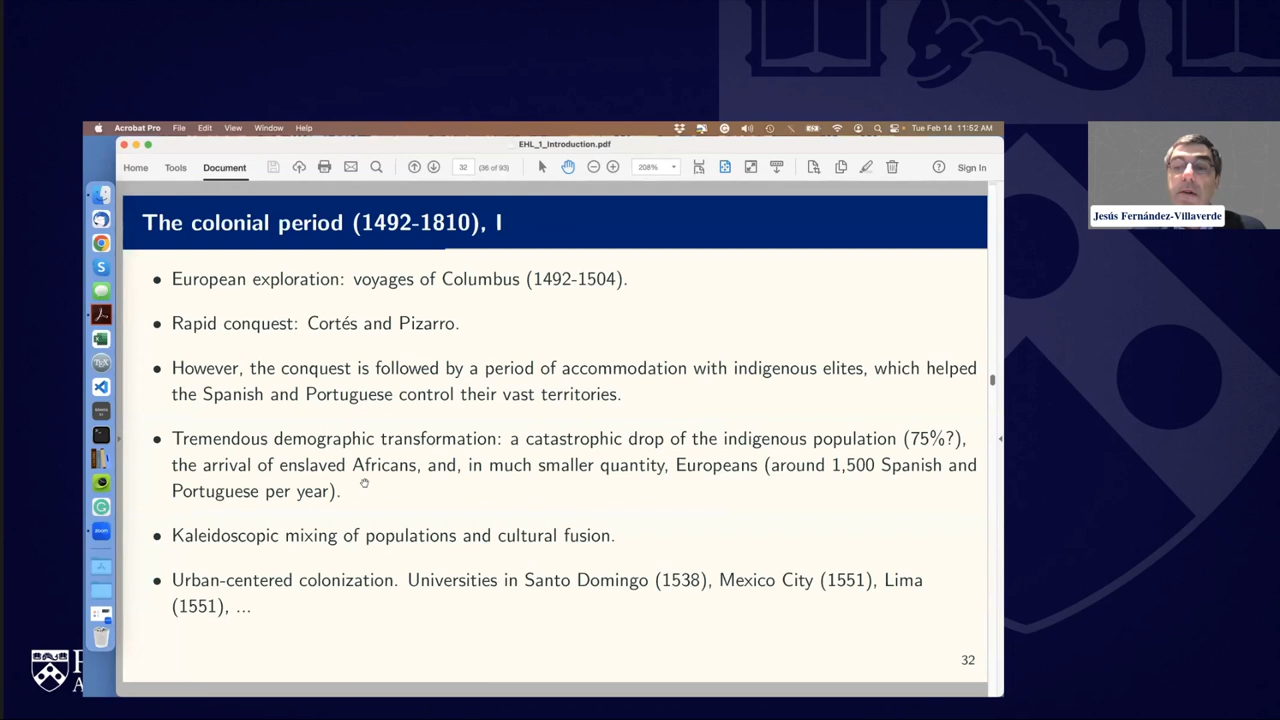 Acrobat Pro File Edit View Window Help
Tue Feb 14 11:52 AM
EHL_1_Introduction.pdf
Home Tools Document
32 (36 of 93)
208%
Sign In
The colonial period (1492-1810), I
• European exploration: voyages of Columbus (1492-1504).
• Rapid conquest: Cortés and Pizarro.
• However, the conquest is followed by a period of accommodation with indigenous elites, which helped
the Spanish and Portuguese control their vast territories.
• Tremendous demographic transformation: a catastrophic drop of the indigenous population (75%?),
the arrival of enslaved Africans, and, in much smaller quantity, Europeans (around 1,500 Spanish and
Portuguese per year).
• Kaleidoscopic mixing of populations and cultural fusion.
• Urban-centered colonization. Universities in Santo Domingo (1538), Mexico City (1551), Lima
(1551), ...
32
Jesús Fernández-Villaverde